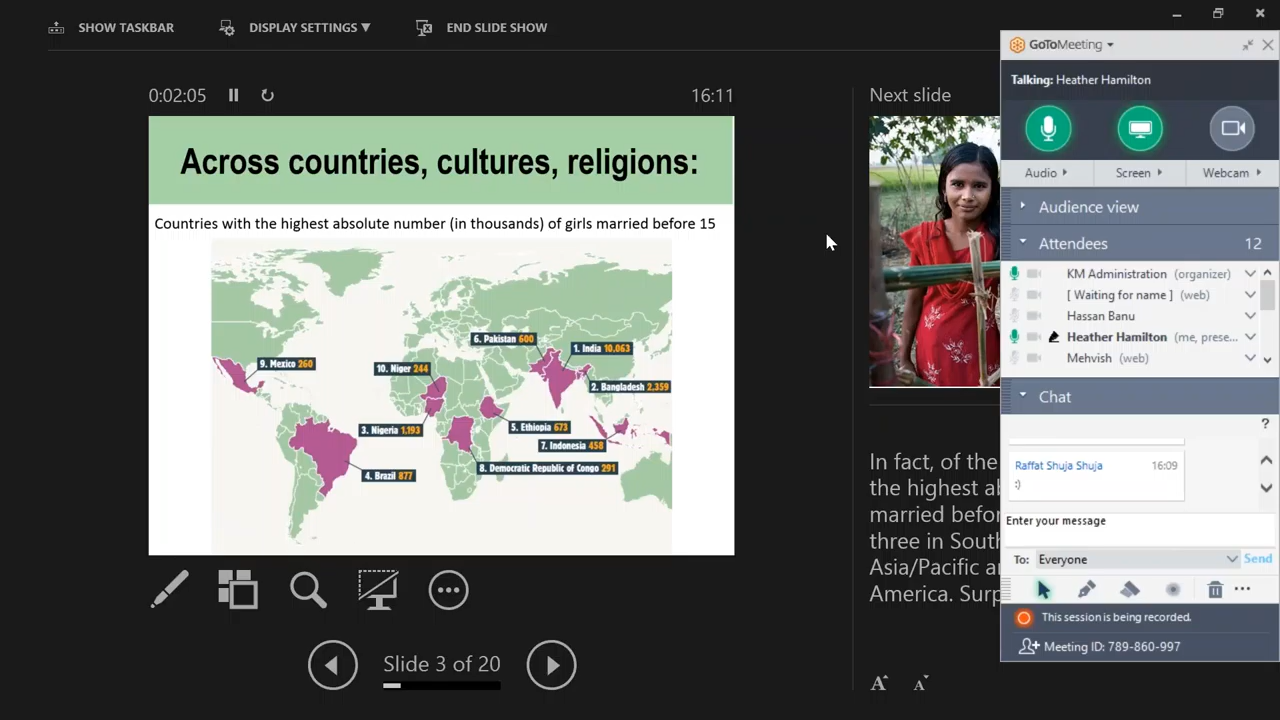 SHOW TASKBAR
DISPLAY SETTINGS ▼
END SLIDE SHOW
0:02:05
16:11
Across countries, cultures, religions:
Countries with the highest absolute number (in thousands) of girls married before 15
6. Pakistan 600
1. India 10.063
9. Mexico 260
10. Niger 244
2. Bangladesh 2,359
3. Nigeria 1,193
5. Ethiopia 673
7. Indonesia 458
8. Democratic Republic of Congo 291
4. Brazil 877
Slide 3 of 20
Next slide
In fact, of the
the highest ab
married befor
three in South
Asia/Pacific a
America. Surp
A A
GoToMeeting
Talking: Heather Hamilton
Audio
Screen
Webcam
Audience view
Attendees 12
KM Administration (organizer)
[ Waiting for name ] (web)
Hassan Banu
Heather Hamilton (me, prese...
Mehvish (web)
Chat
?
Raffat Shuja Shuja 16:09
:)
Enter your message
To: Everyone Send
This session is being recorded.
Meeting ID: 789-860-997